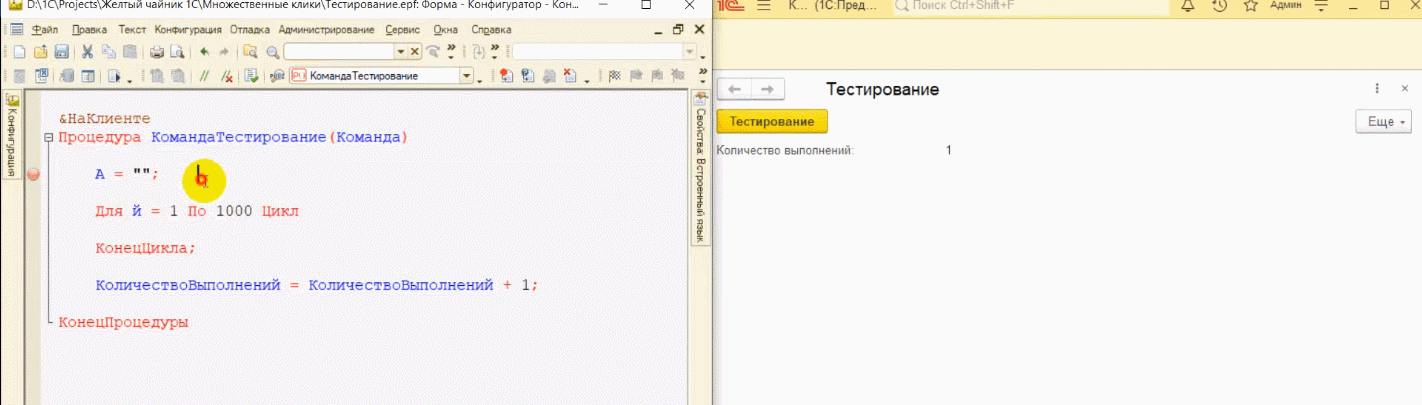 D:\1С\Projects\Желтый чайник 1С\Множественные клики\Тестирование.epf: Форма - Конфигуратор - Кон...
Файл Правка Текст Конфигурация Отладка Администрирование Сервис Окна Справка
КомандаТестирование
Конфигурация
&НаКлиенте
Процедура КомандаТестирование(Команда)
А = "";
Для й = 1 По 1000 Цикл
КонецЦикла;
КоличествоВыполнений = КоличествоВыполнений + 1;
КонецПроцедуры
Свойства: Встроенный язык
1С К... (1С:Пред... Поиск Ctrl+Shift+F Админ
Тестирование
Тестирование
Еще
Количество выполнений: 1